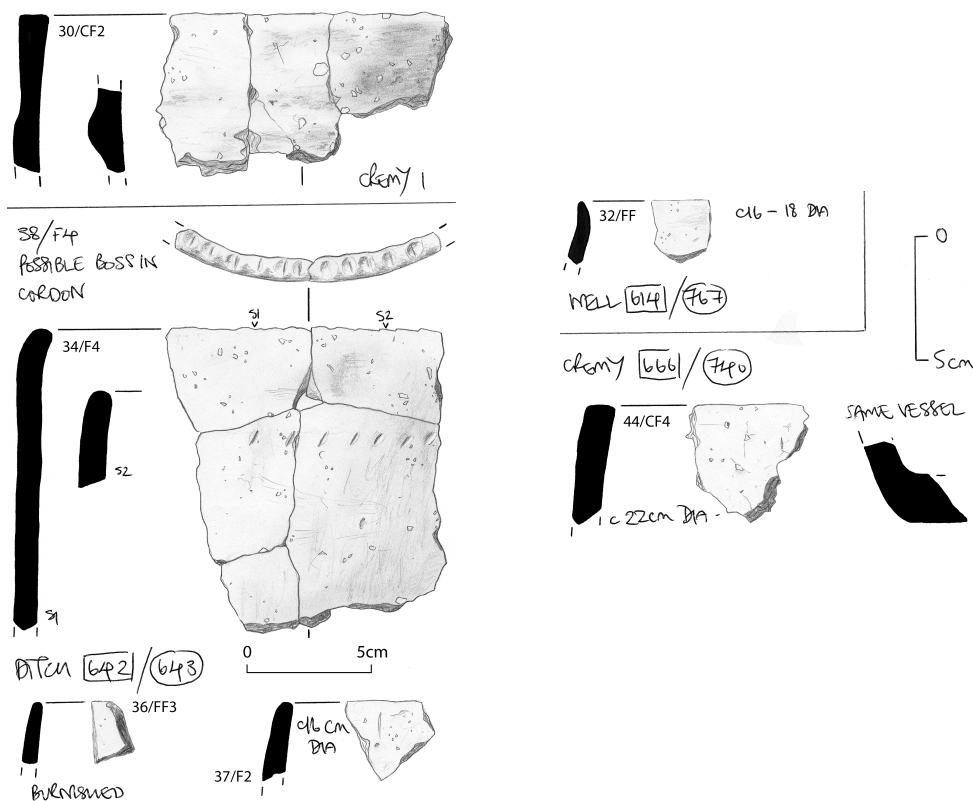 30/CF2
CREMY 1
38/F4
POSSIBLE BOSS IN
CORDON
S1
S2
34/F4
S2
S1
DITCH 642/643
0 5cm
36/FF3
BURNISHED
c16 CM
DIA
37/F2
32/FF
c16 - 18 DIA
WELL 614/767
0
5cm
CREMY 666/740
44/CF4
SAME VESSEL
c 22cm DIA -